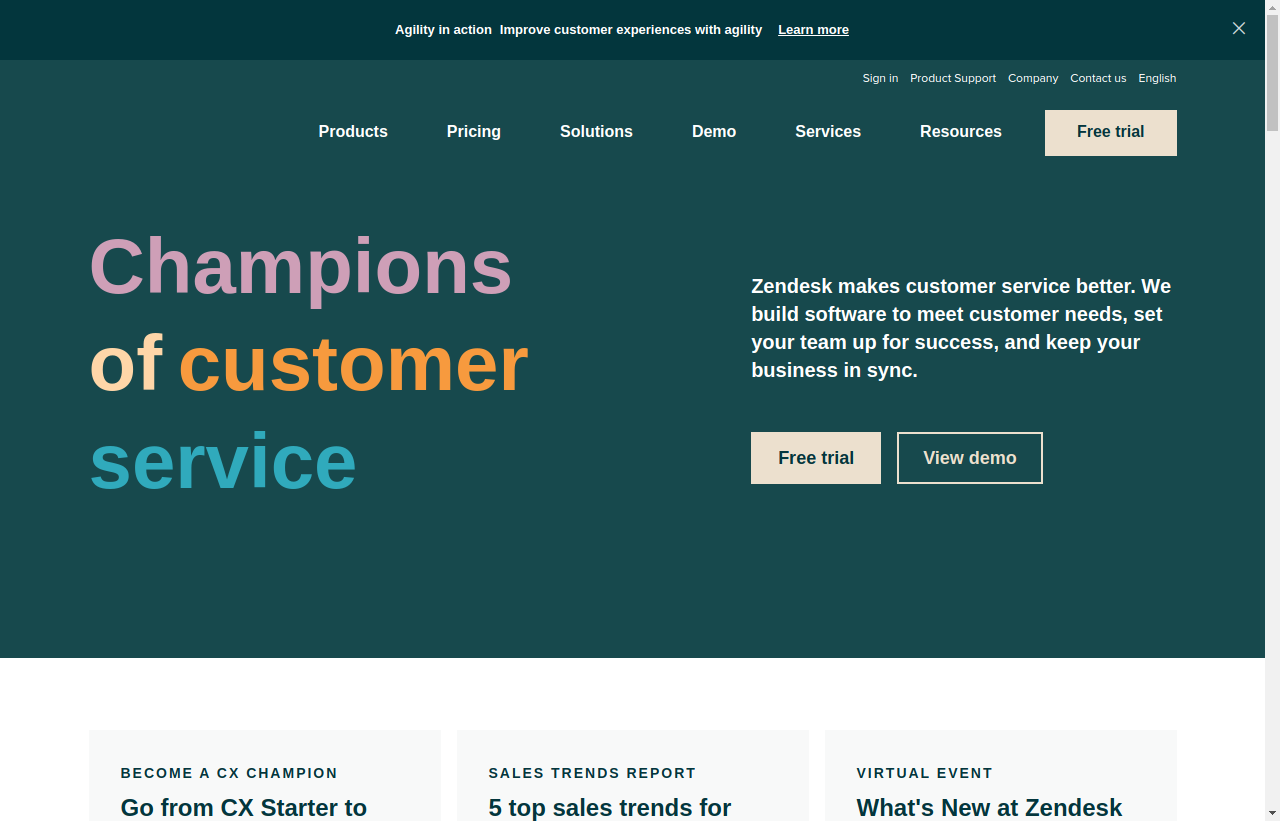 Agility in action Improve customer experiences with agility Learn more
Sign in Product Support Company Contact us English
Products Pricing Solutions Demo Services Resources Free trial
Champions
of customer
service
Zendesk makes customer service better. We
build software to meet customer needs, set
your team up for success, and keep your
business in sync.
Free trial View demo
BECOME A CX CHAMPION
Go from CX Starter to
SALES TRENDS REPORT
5 top sales trends for
VIRTUAL EVENT
What's New at Zendesk